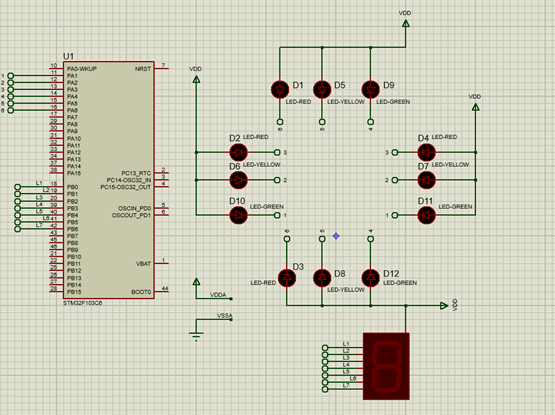 U1
10 PA0-WKUP NRST 7
11 PA1
12 PA2
13 PA3
14 PA4
15 PA5
16 PA6
17 PA7
29 PA8
30 PA9
31 PA10
32 PA11
33 PA12
34 PA13
37 PA14
38 PA15
PC13_RTC 2
PC14-OSC32_IN 3
PC15-OSC32_OUT 4
L1 18 PB0
L2 19 PB1
L3 20 PB2
L4 39 PB3
L5 40 PB4
L6 41 PB5
L7 42 PB6
43 PB7
45 PB8
46 PB9
21 PB10
22 PB11
25 PB12
26 PB13
27 PB14
28 PB15
OSCIN_PD0 5
OSCOUT_PD1 6
VBAT 1
BOOT0 44
STM32F103C6
1
2
3
4
5
6
VDD
VDD
VDD
VDD
D1
LED-RED
D5
LED-YELLOW
D9
LED-GREEN
6
5
4
D2
LED-RED
3
D6
LED-YELLOW
2
D10
LED-GREEN
1
D4
LED-RED
3
D7
LED-YELLOW
2
D11
LED-GREEN
1
6
5
4
D3
LED-RED
D8
LED-YELLOW
D12
LED-GREEN
VDDA
VSSA
L1
L2
L3
L4
L5
L6
L7